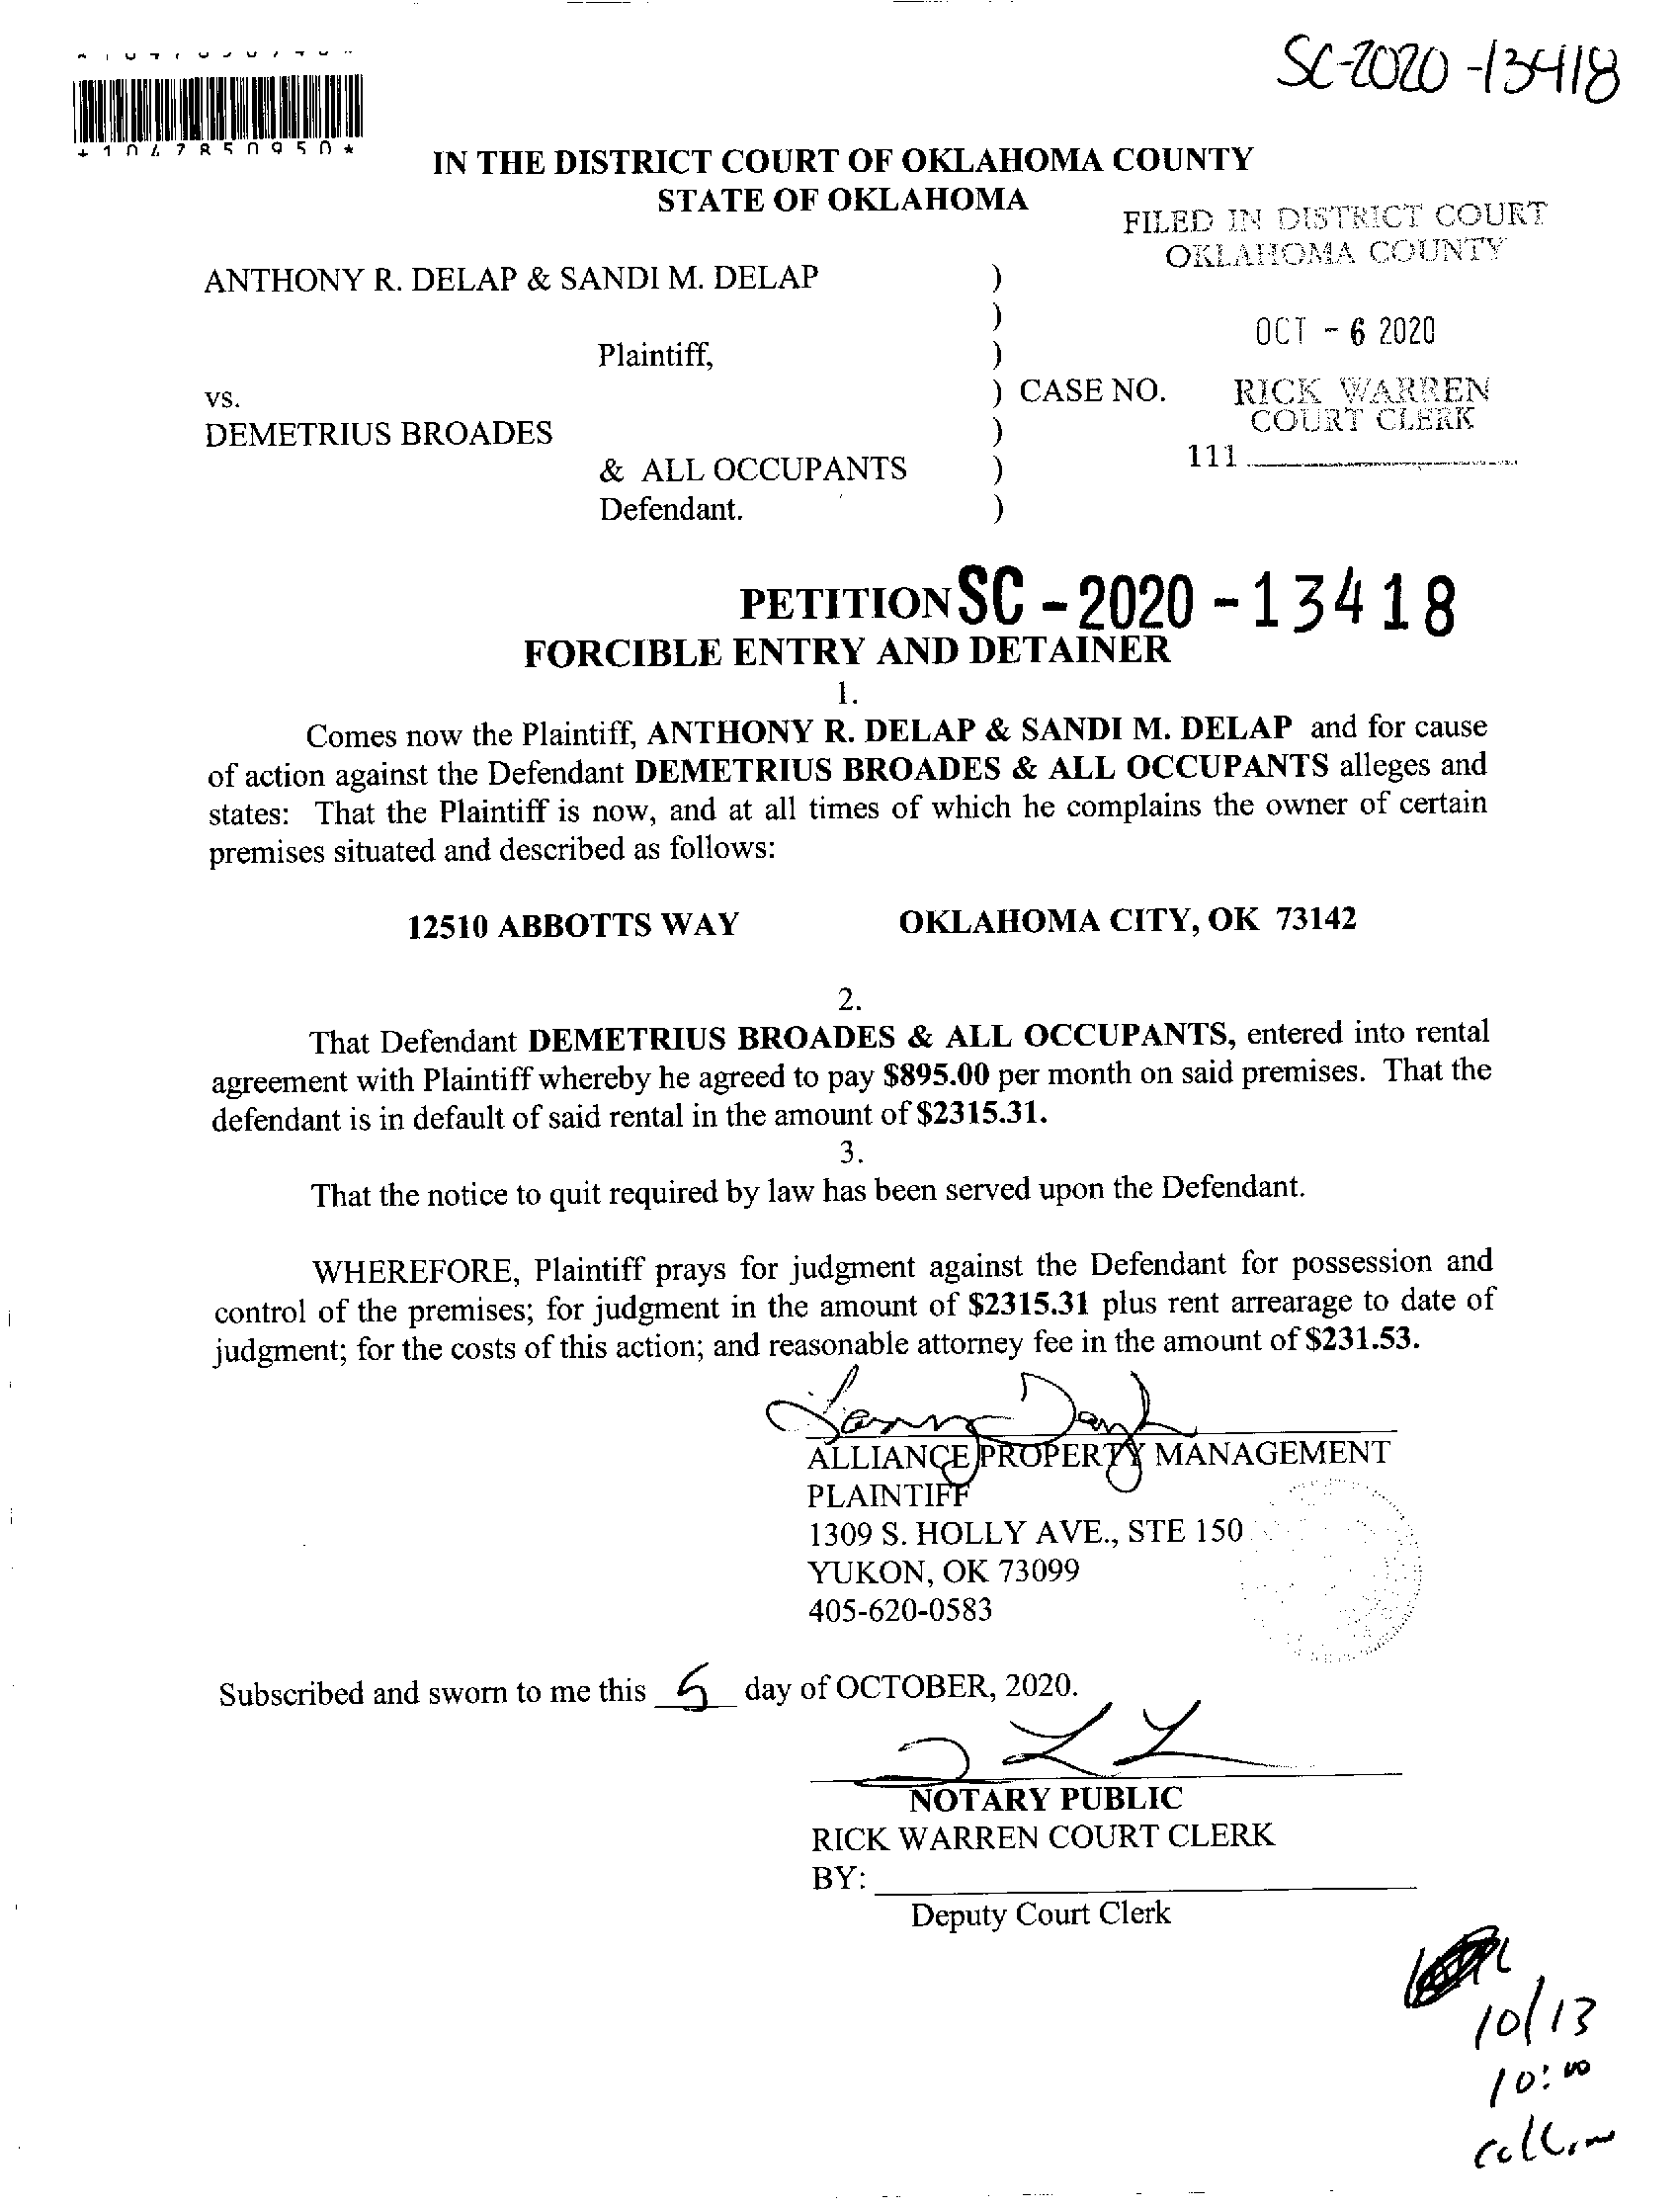 SC-2020-13418
*1047850950*
IN THE DISTRICT COURT OF OKLAHOMA COUNTY
STATE OF OKLAHOMA
FILED IN DISTRICT COURT
OKLAHOMA COUNTY
ANTHONY R. DELAP & SANDI M. DELAP )
)
OCT - 6 2020
Plaintiff, )
vs. ) CASE NO.
RICK WARREN
COURT CLERK
DEMETRIUS BROADES )
111
& ALL OCCUPANTS )
Defendant. )
PETITION SC - 2020 - 13418
FORCIBLE ENTRY AND DETAINER
1.
Comes now the Plaintiff, ANTHONY R. DELAP & SANDI M. DELAP and for cause
of action against the Defendant DEMETRIUS BROADES & ALL OCCUPANTS alleges and
states: That the Plaintiff is now, and at all times of which he complains the owner of certain
premises situated and described as follows:
12510 ABBOTTS WAY OKLAHOMA CITY, OK 73142
2.
That Defendant DEMETRIUS BROADES & ALL OCCUPANTS, entered into rental
agreement with Plaintiff whereby he agreed to pay $895.00 per month on said premises. That the
defendant is in default of said rental in the amount of $2315.31.
3.
That the notice to quit required by law has been served upon the Defendant.
WHEREFORE, Plaintiff prays for judgment against the Defendant for possession and
control of the premises; for judgment in the amount of $2315.31 plus rent arrearage to date of
judgment; for the costs of this action; and reasonable attorney fee in the amount of $231.53.
ALLIANCE PROPERTY MANAGEMENT
PLAINTIFF
1309 S. HOLLY AVE., STE 150
YUKON, OK 73099
405-620-0583
Subscribed and sworn to me this 5 day of OCTOBER, 2020.
NOTARY PUBLIC
RICK WARREN COURT CLERK
BY:
Deputy Court Clerk
10/13
10:00